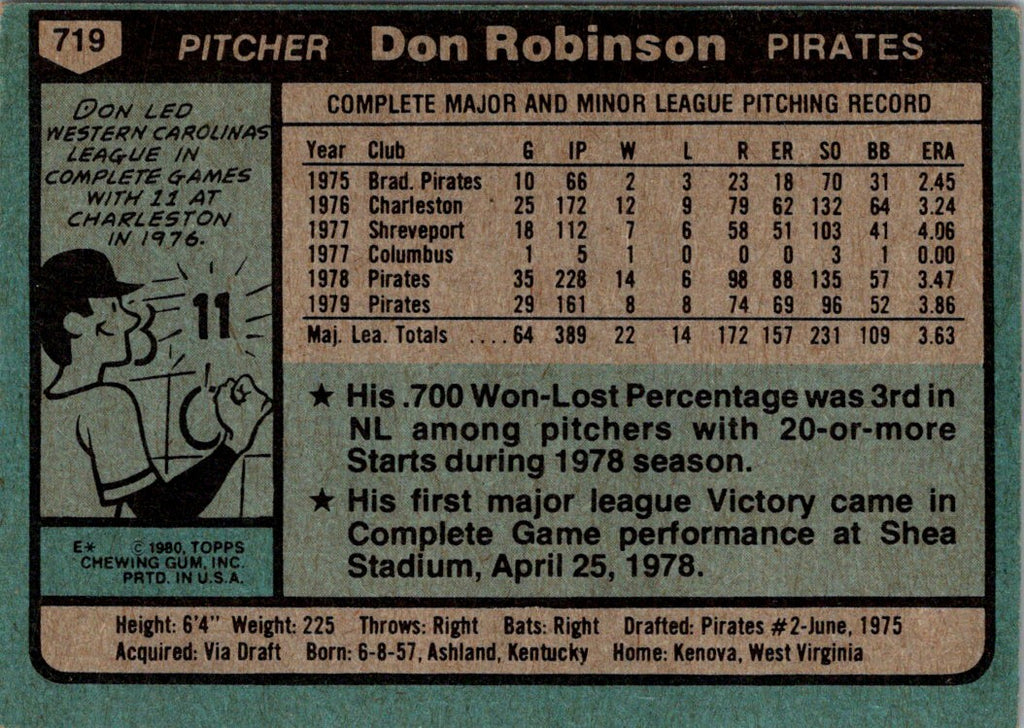 719 PITCHER Don Robinson PIRATES
DON LED
WESTERN CAROLINAS
LEAGUE IN
COMPLETE GAMES
WITH 11 AT
CHARLESTON
IN 1976.
11
E* © 1980, TOPPS
CHEWING GUM, INC.
PRTD. IN U.S.A.
COMPLETE MAJOR AND MINOR LEAGUE PITCHING RECORD
Year Club G IP W L R ER SO BB ERA
1975 Brad. Pirates 10 66 2 3 23 18 70 31 2.45
1976 Charleston 25 172 12 9 79 62 132 64 3.24
1977 Shreveport 18 112 7 6 58 51 103 41 4.06
1977 Columbus 1 5 1 0 0 0 3 1 0.00
1978 Pirates 35 228 14 6 98 88 135 57 3.47
1979 Pirates 29 161 8 8 74 69 96 52 3.86
Maj. Lea. Totals .... 64 389 22 14 172 157 231 109 3.63
★ His .700 Won-Lost Percentage was 3rd in
NL among pitchers with 20-or-more
Starts during 1978 season.
★ His first major league Victory came in
Complete Game performance at Shea
Stadium, April 25, 1978.
Height: 6'4" Weight: 225 Throws: Right Bats: Right Drafted: Pirates #2-June, 1975
Acquired: Via Draft Born: 6-8-57, Ashland, Kentucky Home: Kenova, West Virginia